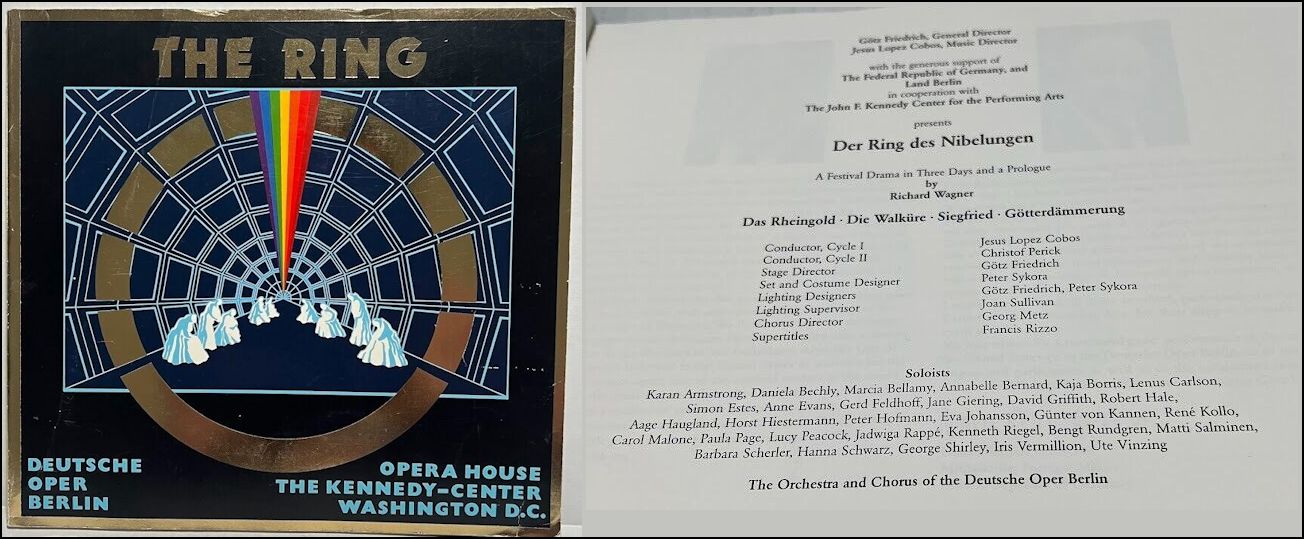 THE RING
DEUTSCHE
OPER
BERLIN
OPERA HOUSE
THE KENNEDY-CENTER
WASHINGTON D.C.
Götz Friedrich, General Director
Jesus Lopez Cobos, Music Director
with the generous support of
The Federal Republic of Germany, and
Land Berlin
in cooperation with
The John F. Kennedy Center for the Performing Arts
presents
Der Ring des Nibelungen
A Festival Drama in Three Days and a Prologue
by
Richard Wagner
Das Rheingold · Die Walküre · Siegfried · Götterdämmerung
Conductor, Cycle I Jesus Lopez Cobos
Conductor, Cycle II Christof Perick
Stage Director Götz Friedrich
Set and Costume Designer Peter Sykora
Lighting Designers Götz Friedrich, Peter Sykora
Lighting Supervisor Joan Sullivan
Chorus Director Georg Metz
Supertitles Francis Rizzo
Soloists
Karan Armstrong, Daniela Bechly, Marcia Bellamy, Annabelle Bernard, Kaja Borris, Lenus Carlson,
Simon Estes, Anne Evans, Gerd Feldhoff, Jane Giering, David Griffith, Robert Hale,
Aage Haugland, Horst Hiestermann, Peter Hofmann, Eva Johansson, Günter von Kannen, René Kollo,
Carol Malone, Paula Page, Lucy Peacock, Jadwiga Rappé, Kenneth Riegel, Bengt Rundgren, Matti Salminen,
Barbara Scherler, Hanna Schwarz, George Shirley, Iris Vermillion, Ute Vinzing
The Orchestra and Chorus of the Deutsche Oper Berlin